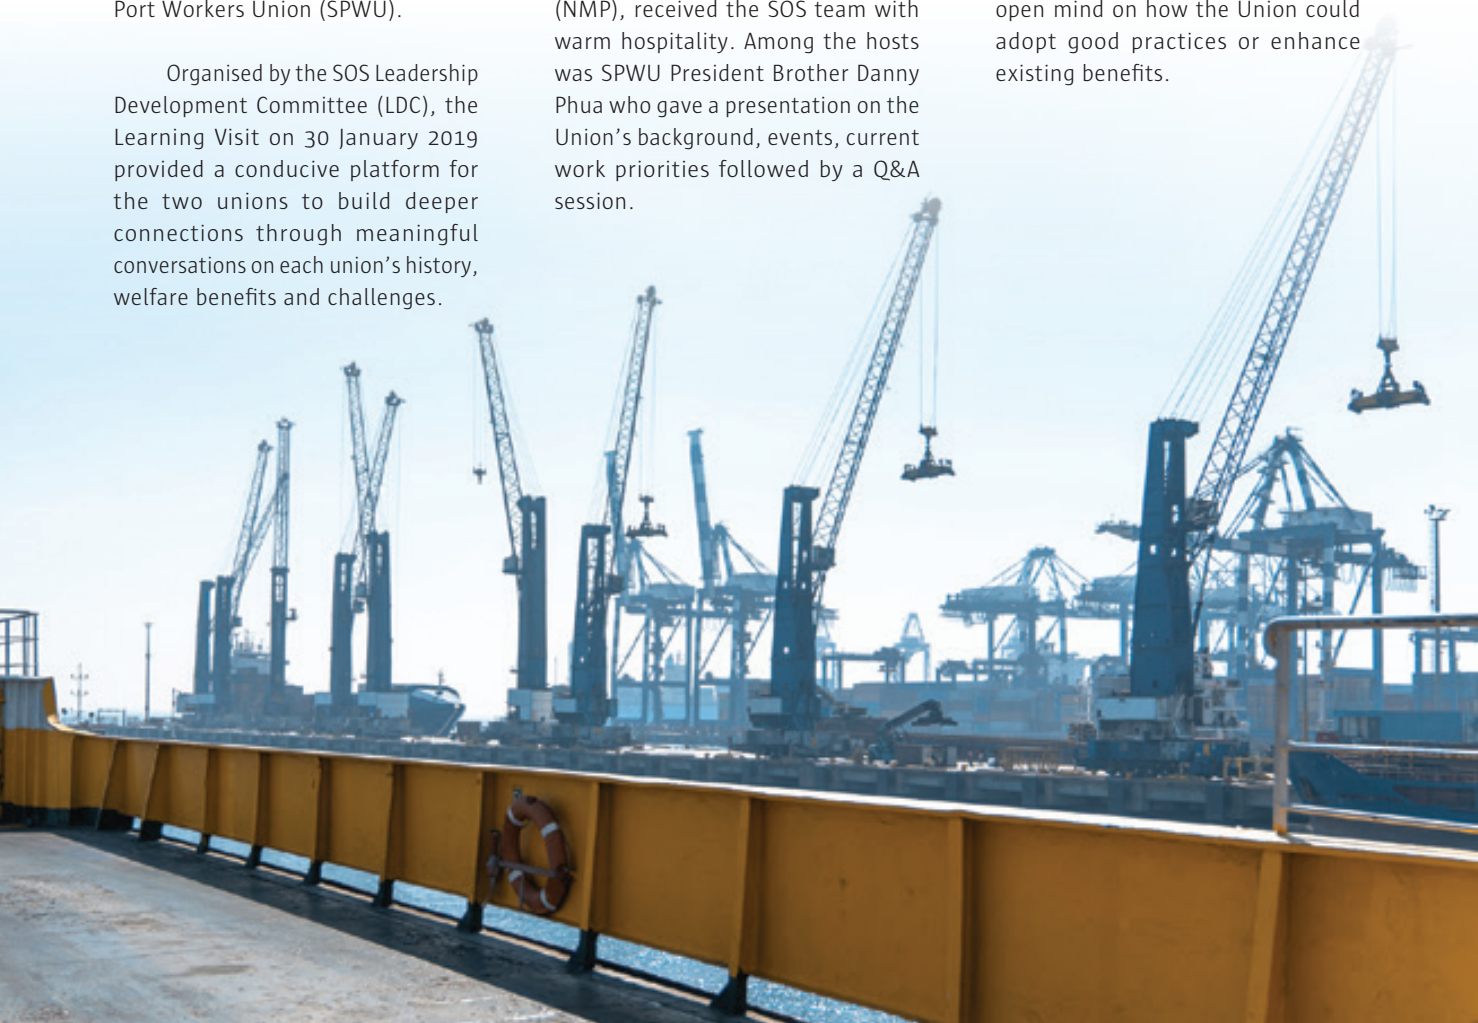 Port Workers Union (SPWU).
Organised by the SOS Leadership
Development Committee (LDC), the
Learning Visit on 30 January 2019
provided a conducive platform for
the two unions to build deeper
connections through meaningful
conversations on each union’s history,
welfare benefits and challenges.
(NMP), received the SOS team with
warm hospitality. Among the hosts
was SPWU President Brother Danny
Phua who gave a presentation on the
Union’s background, events, current
work priorities followed by a Q&A
session.
open mind on how the Union could
adopt good practices or enhance
existing benefits.